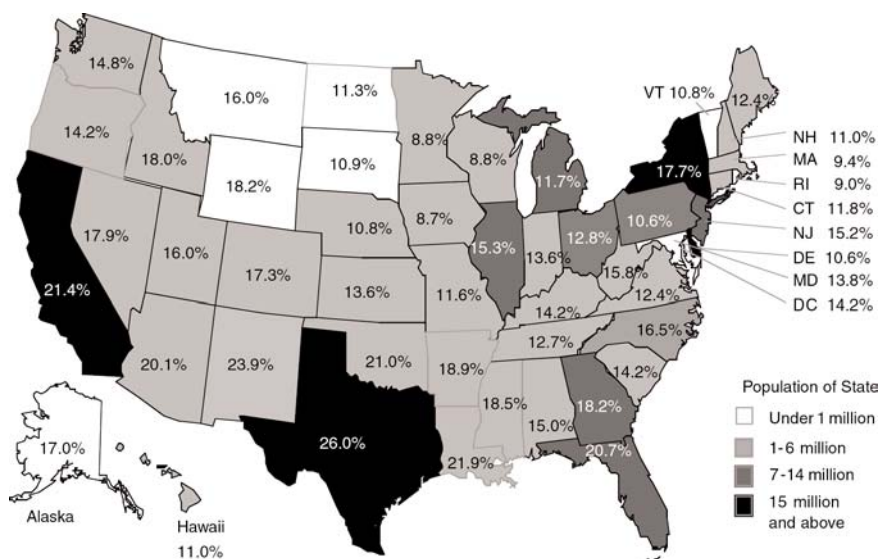 14.8%
16.0%
11.3%
8.8%
VT 10.8%
12.4%
14.2%
18.0%
10.9%
8.8%
11.7%
17.7%
NH 11.0%
MA 9.4%
RI 9.0%
CT 11.8%
NJ 15.2%
DE 10.6%
MD 13.8%
DC 14.2%
18.2%
8.7%
10.6%
17.9%
16.0%
10.8%
15.3%
13.6%
12.8%
15.8%
12.4%
21.4%
17.3%
13.6%
11.6%
14.2%
16.5%
20.1%
23.9%
21.0%
12.7%
18.9%
14.2%
18.5%
15.0%
18.2%
26.0%
21.9%
20.7%
17.0%
Alaska
Hawaii
11.0%
Population of State
Under 1 million
1-6 million
7-14 million
15 million
and above